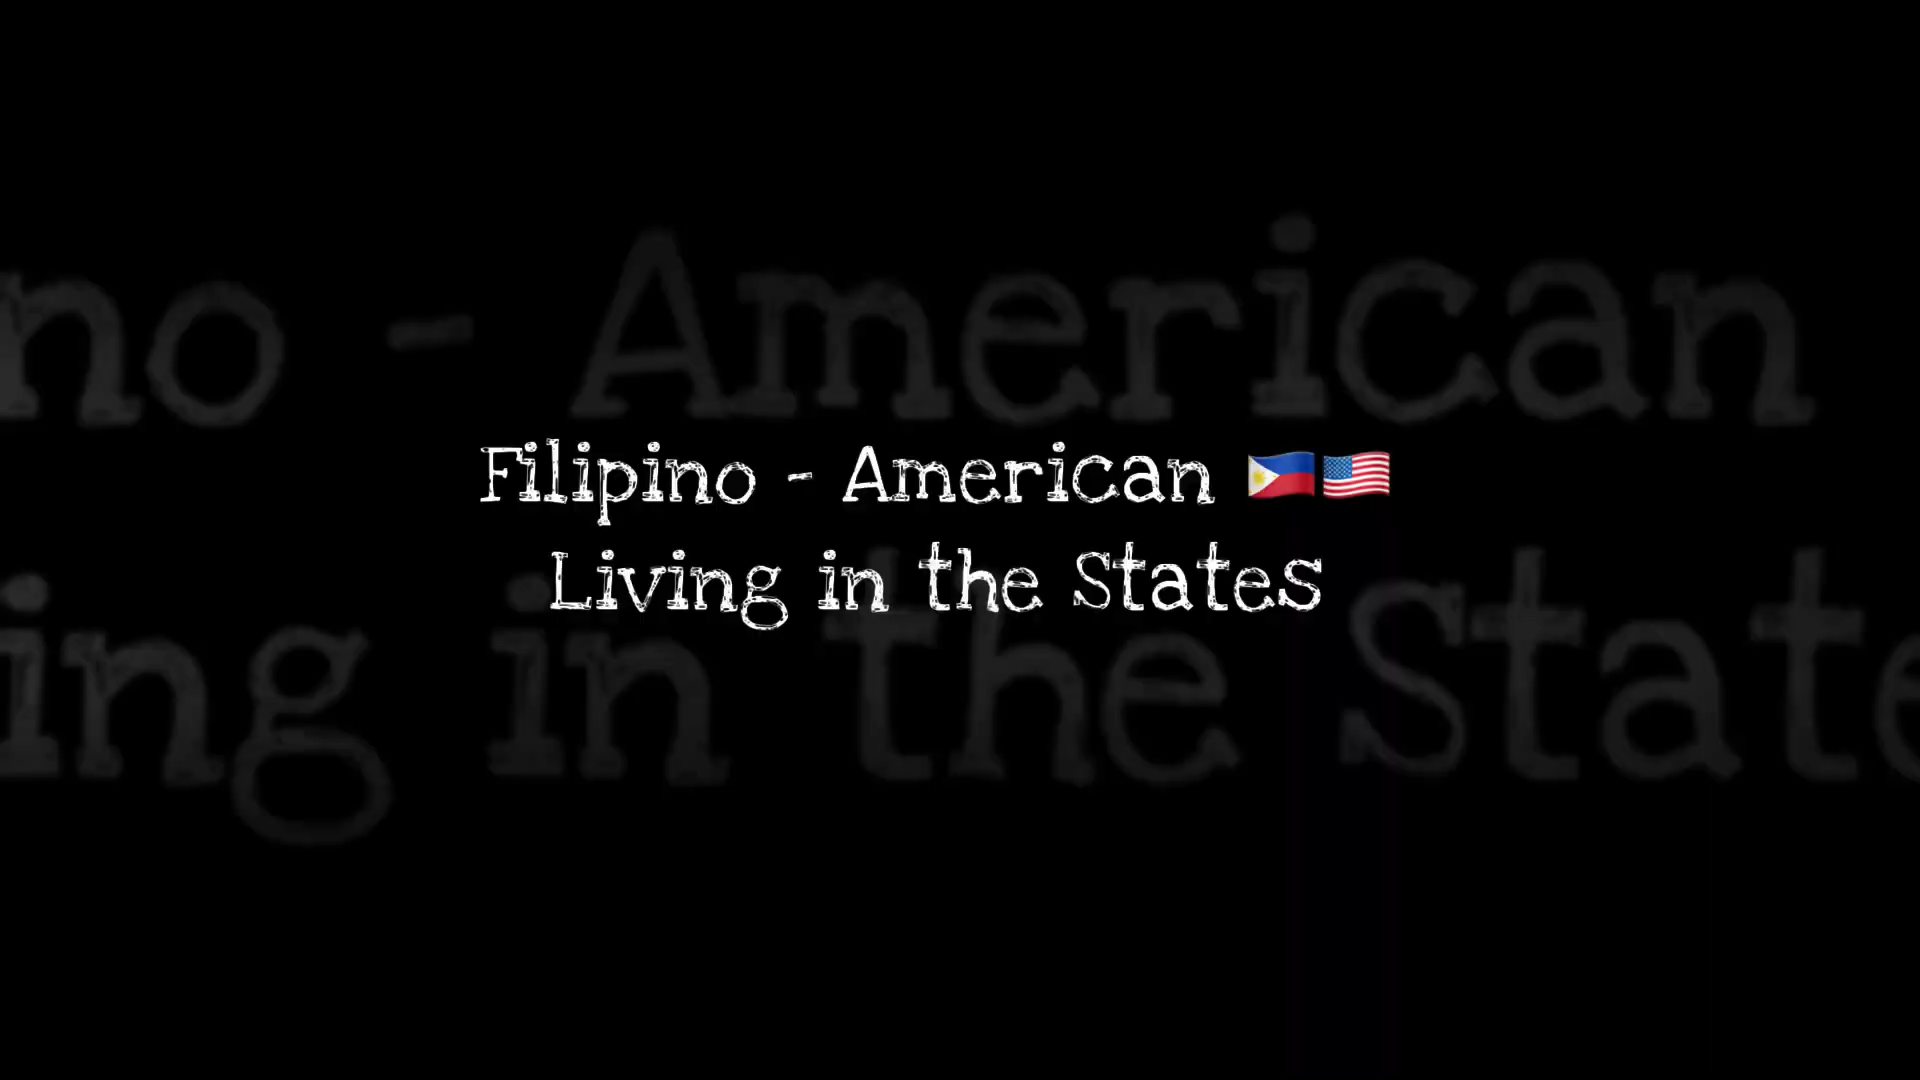 Filipino - American 🇵🇭🇺🇸
Living in the States